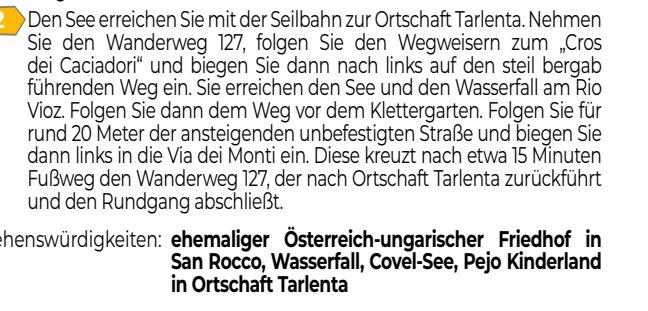 2 Den See erreichen Sie mit der Seilbahn zur Ortschaft Tarlenta. Nehmen
Sie den Wanderweg 127, folgen Sie den Wegweisern zum „Cros
dei Caciadori“ und biegen Sie dann nach links auf den steil bergab
führenden Weg ein. Sie erreichen den See und den Wasserfall am Rio
Vioz. Folgen Sie dann dem Weg vor dem Klettergarten. Folgen Sie für
rund 20 Meter der ansteigenden unbefestigten Straße und biegen Sie
dann links in die Via dei Monti ein. Diese kreuzt nach etwa 15 Minuten
Fußweg den Wanderweg 127, der nach Ortschaft Tarlenta zurückführt
und den Rundgang abschließt.
ehenswürdigkeiten: ehemaliger Österreich-ungarischer Friedhof in
San Rocco, Wasserfall, Covel-See, Pejo Kinderland
in Ortschaft Tarlenta